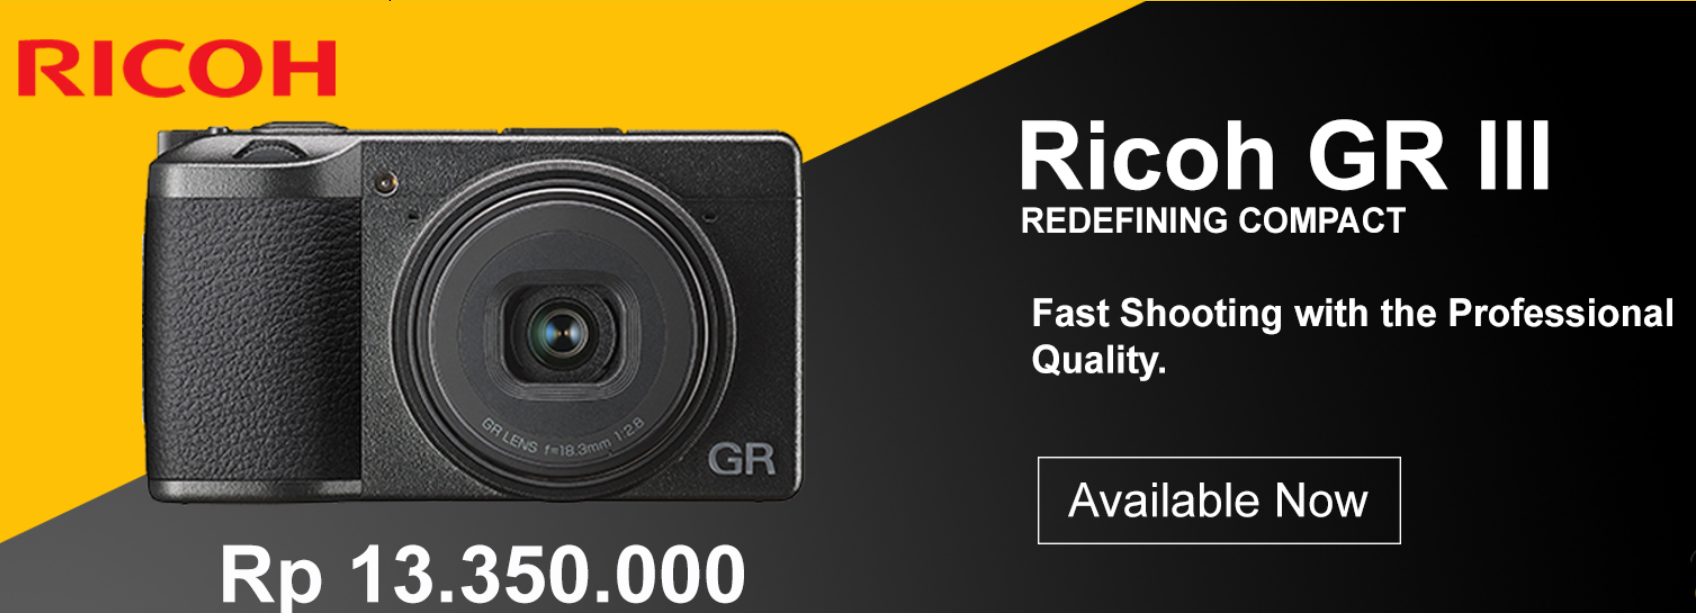 RICOH
Ricoh GR III
REDEFINING COMPACT
Fast Shooting with the Professional
Quality.
GR LENS f=18.3mm 1:2.8
GR
Available Now
Rp 13.350.000